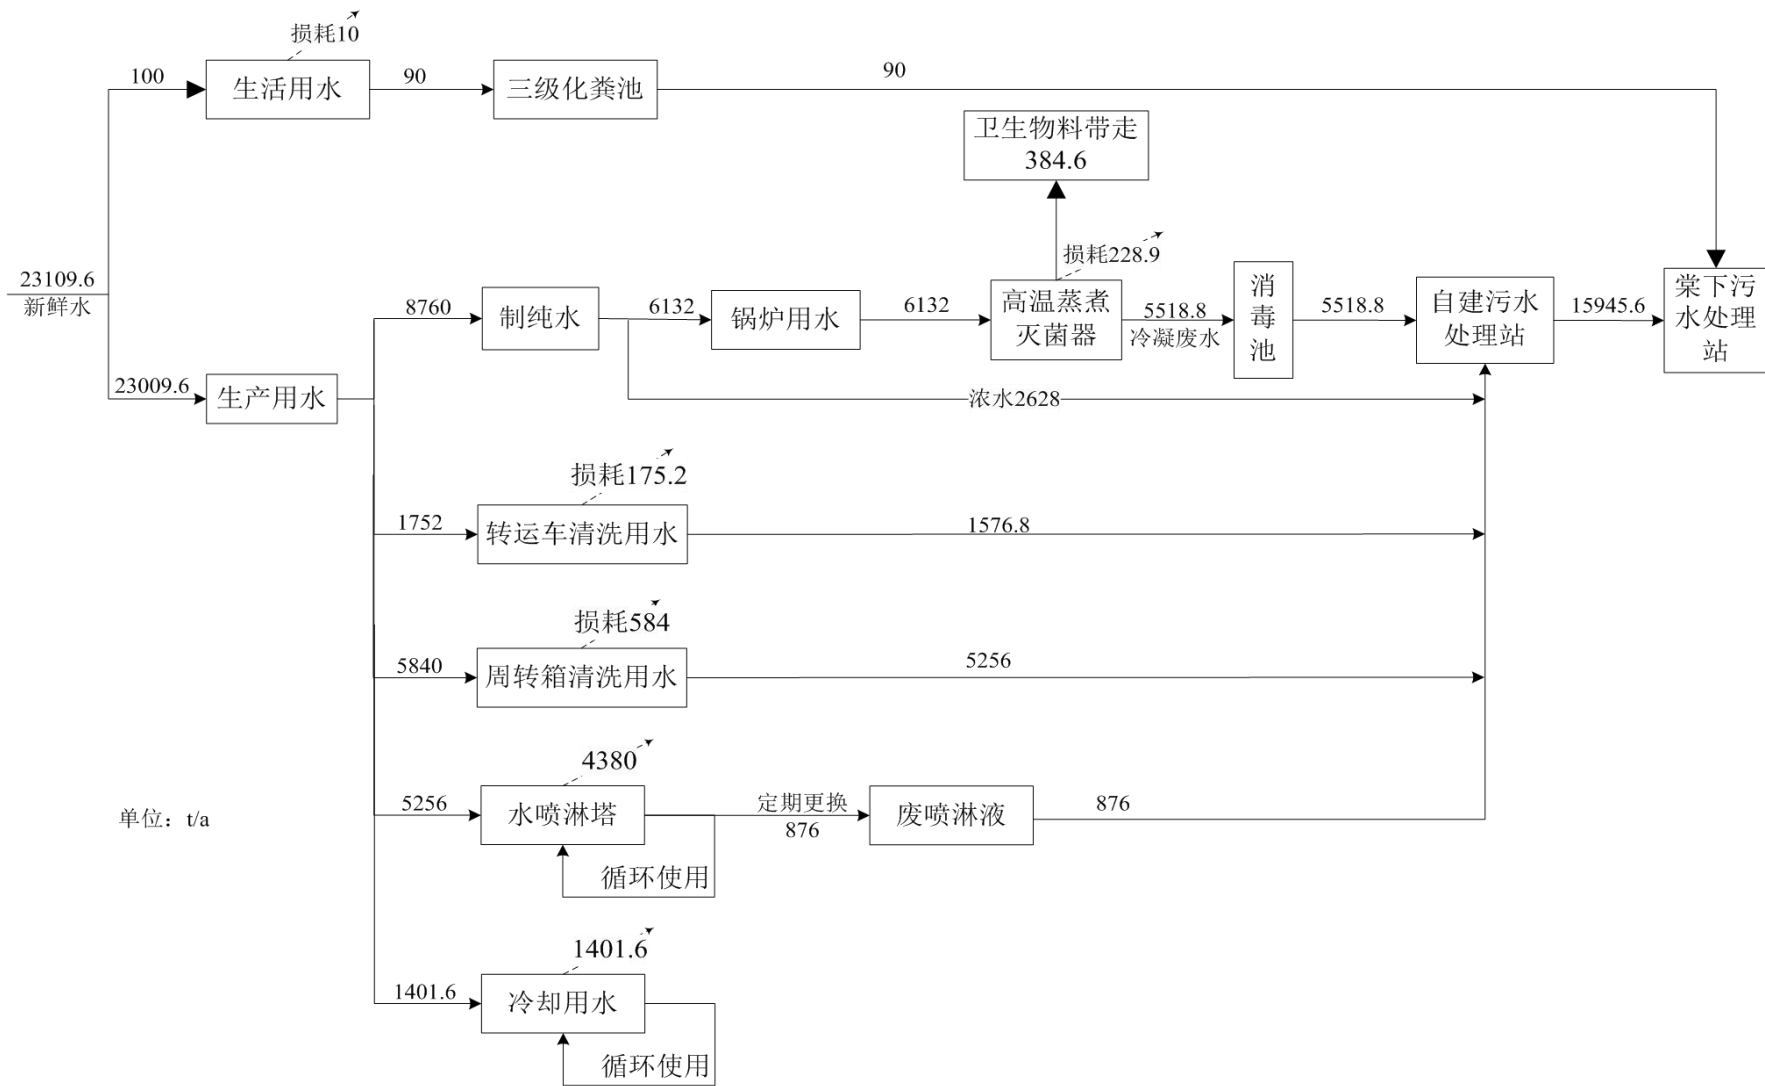 损耗10
100
生活用水
90
三级化粪池
90
卫生物料带走
384.6
23109.6
新鲜水
损耗228.9
8760
制纯水
6132
锅炉用水
6132
高温蒸煮
灭菌器
5518.8
冷凝废水
消
毒
池
5518.8
自建污水
处理站
15945.6
棠下污
水处理
站
23009.6
生产用水
浓水2628
损耗175.2
1752
转运车清洗用水
1576.8
损耗584
5840
周转箱清洗用水
5256
4380
5256
水喷淋塔
定期更换
876
废喷淋液
876
单位：t/a
循环使用
1401.6
1401.6
冷却用水
循环使用